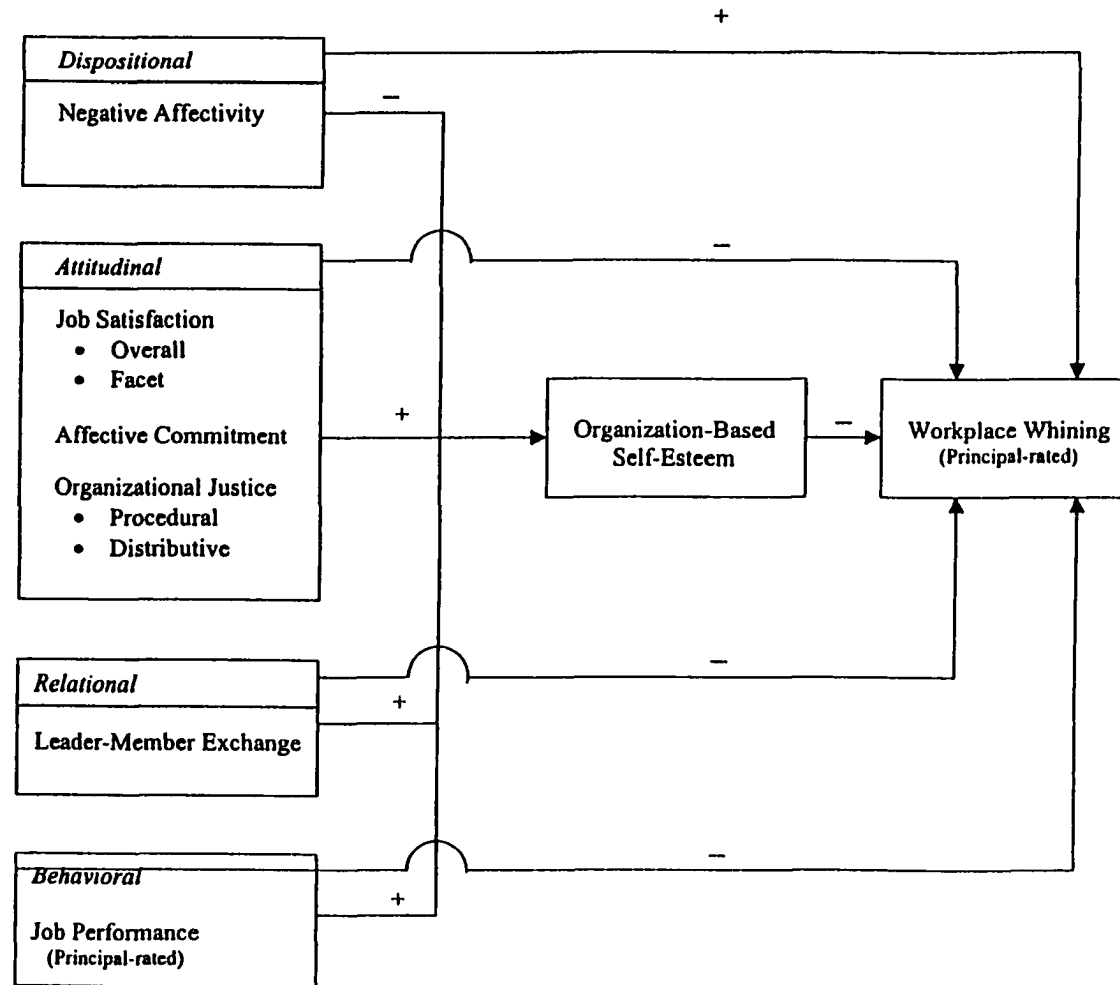 +
Dispositional
Negative Affectivity
–
Attitudinal
–
Job Satisfaction
• Overall
• Facet
Affective Commitment
+
Organizational Justice
• Procedural
• Distributive
Organization-Based
Self-Esteem
–
Workplace Whining
(Principal-rated)
Relational
–
+
Leader-Member Exchange
Behavioral
–
+
Job Performance
(Principal-rated)